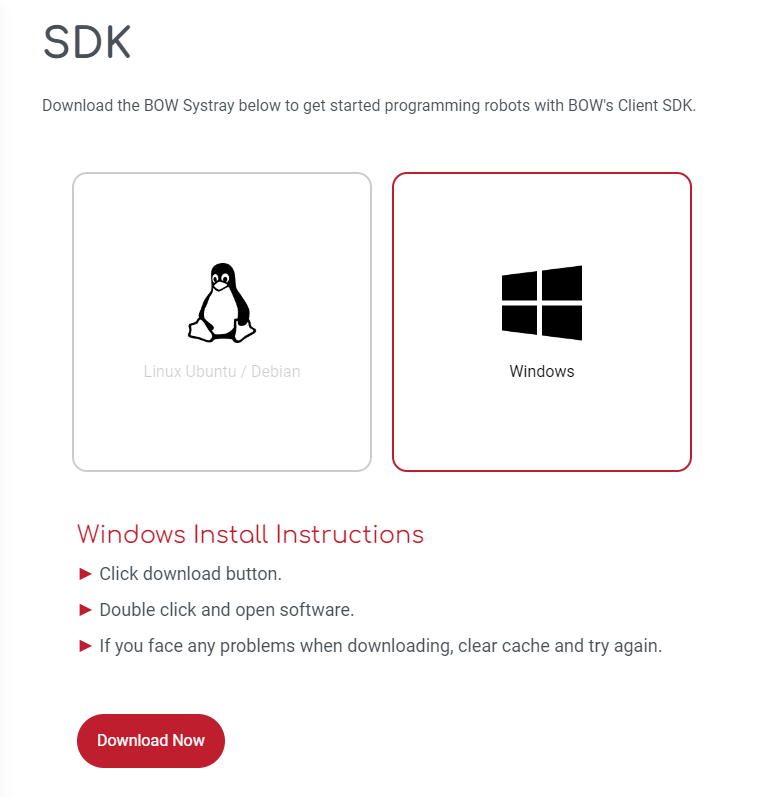 SDK
Download the BOW Systray below to get started programming robots with BOW's Client SDK.
Linux Ubuntu / Debian
Windows
Windows Install Instructions
► Click download button.
► Double click and open software.
► If you face any problems when downloading, clear cache and try again.
Download Now